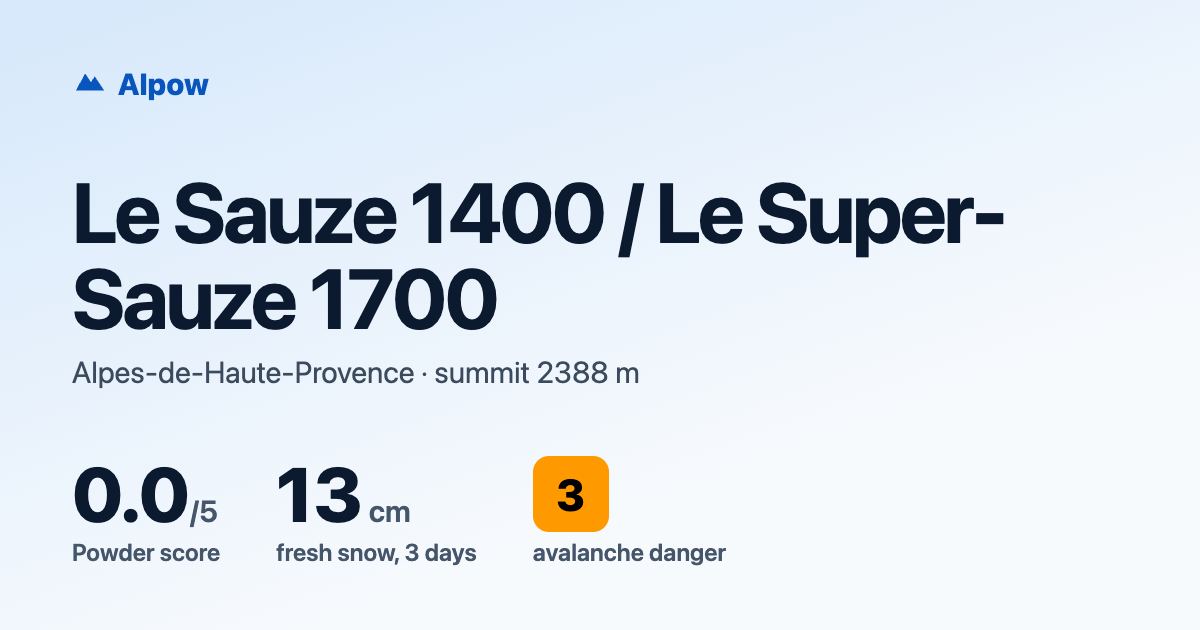 Alpow
Le Sauze 1400 / Le Super-
Sauze 1700
Alpes-de-Haute-Provence · summit 2388 m
0.0/5
13 cm
3
Powder score
fresh snow, 3 days
avalanche danger